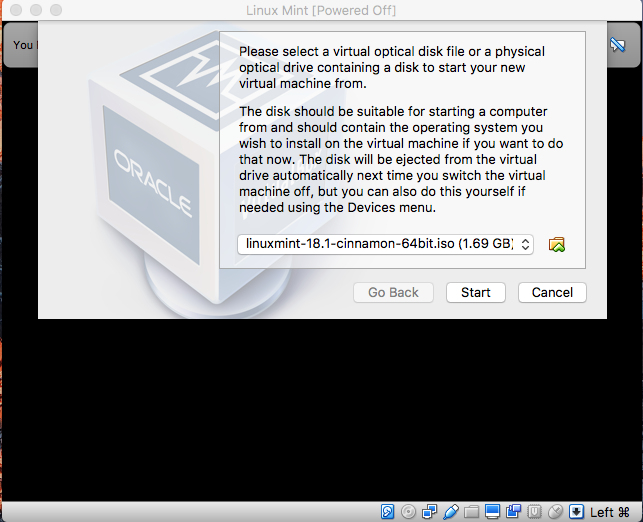 Linux Mint [Powered Off]
You
Please select a virtual optical disk file or a physical
optical drive containing a disk to start your new
virtual machine from.
The disk should be suitable for starting a computer
from and should contain the operating system you
wish to install on the virtual machine if you want to do
that now. The disk will be ejected from the virtual
drive automatically next time you switch the virtual
machine off, but you can also do this yourself if
needed using the Devices menu.
ORACLE
linuxmint-18.1-cinnamon-64bit.iso (1.69 GB)
Go Back
Start
Cancel
Left ⌘